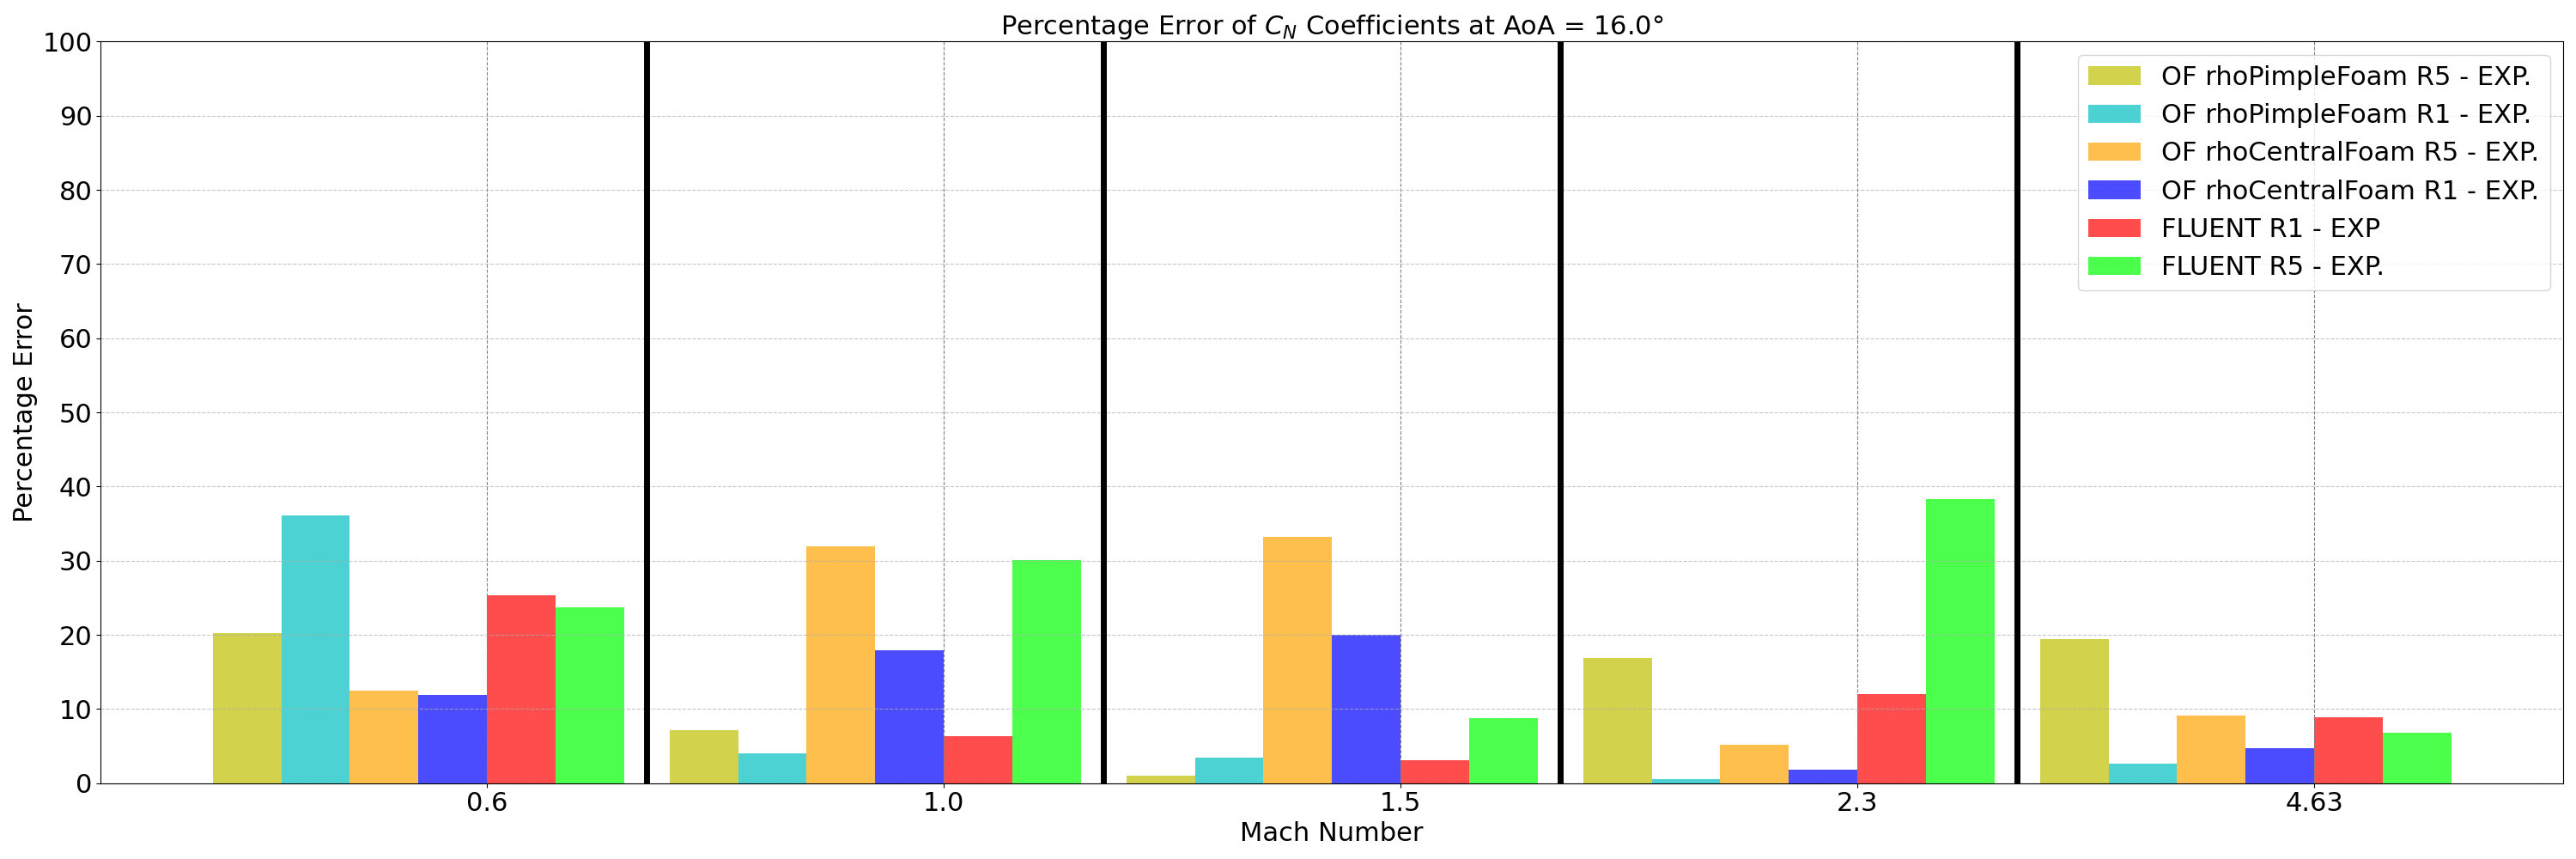 Percentage Error of C_N Coefficients at AoA = 16.0°
100
90
80
70
60
50
40
30
20
10
0
Percentage Error
OF rhoPimpleFoam R5 - EXP.
OF rhoPimpleFoam R1 - EXP.
OF rhoCentralFoam R5 - EXP.
OF rhoCentralFoam R1 - EXP.
FLUENT R1 - EXP
FLUENT R5 - EXP.
0.6 1.0 1.5 2.3 4.63
Mach Number